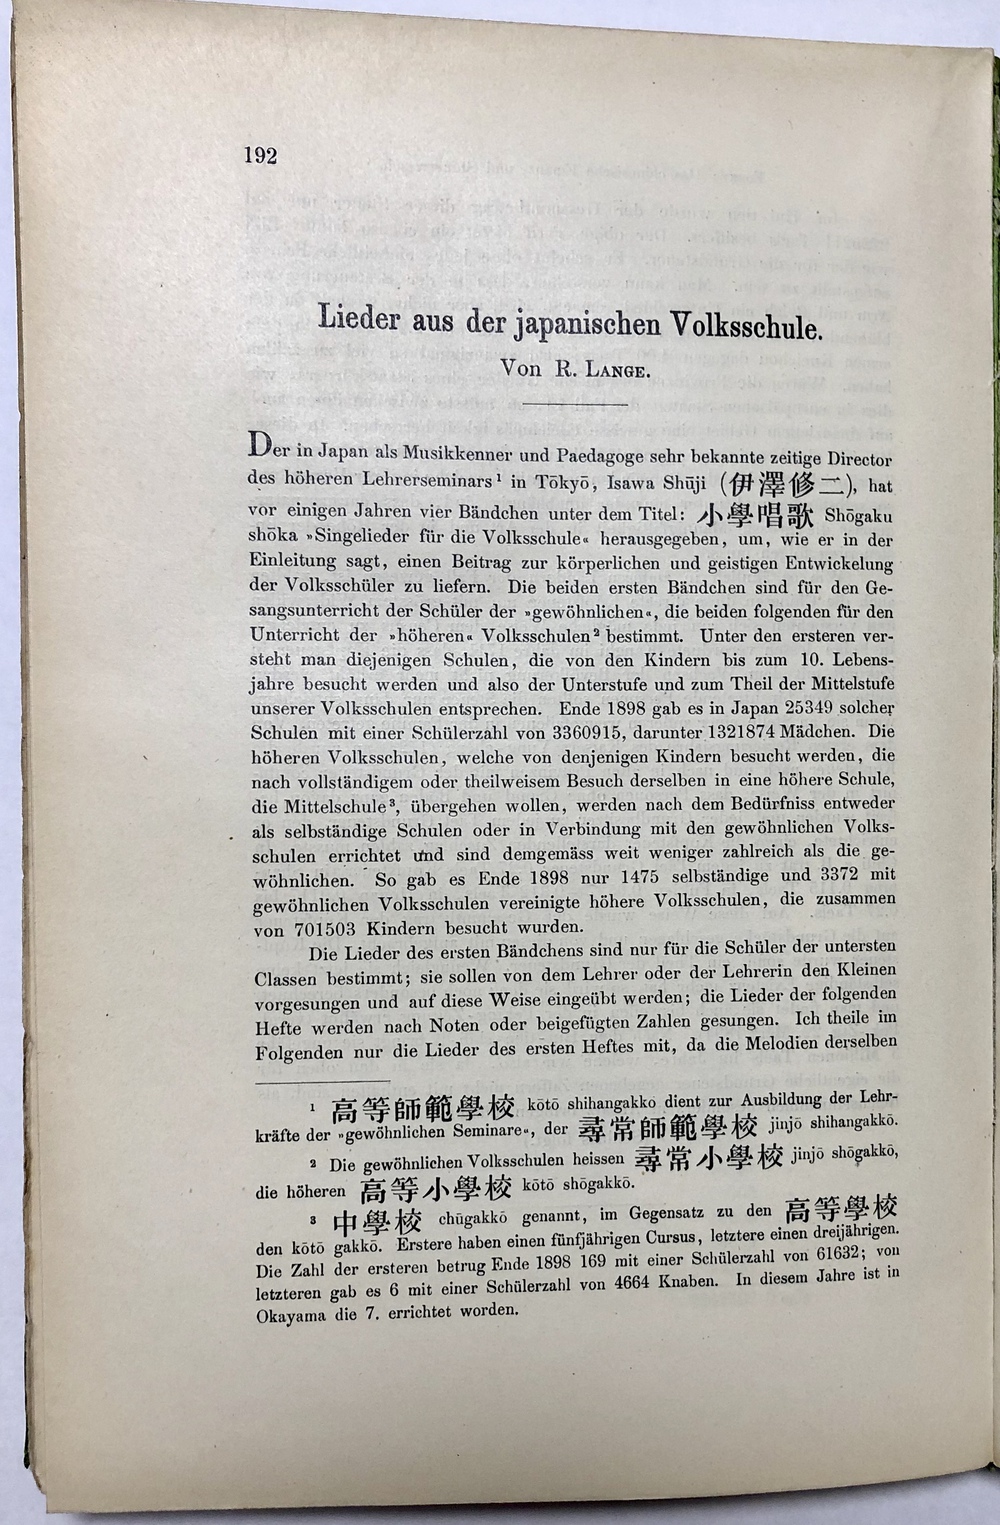 192
Lieder aus der japanischen Volksschule.
Von R. Lange.
Der in Japan als Musikkenner und Paedagoge sehr bekannte zeitige Director
des höheren Lehrerseminars¹ in Tōkyō, Isawa Shūji (伊澤修二), hat
vor einigen Jahren vier Bändchen unter dem Titel: 小學唱歌 Shōgaku
shōka »Singelieder für die Volksschule« herausgegeben, um, wie er in der
Einleitung sagt, einen Beitrag zur körperlichen und geistigen Entwickelung
der Volksschüler zu liefern. Die beiden ersten Bändchen sind für den Ge-
sangsunterricht der Schüler der »gewöhnlichen«, die beiden folgenden für den
Unterricht der »höheren« Volksschulen² bestimmt. Unter den ersteren ver-
steht man diejenigen Schulen, die von den Kindern bis zum 10. Lebens-
jahre besucht werden und also der Unterstufe und zum Theil der Mittelstufe
unserer Volksschulen entsprechen. Ende 1898 gab es in Japan 25349 solcher
Schulen mit einer Schülerzahl von 3360915, darunter 1321874 Mädchen. Die
höheren Volksschulen, welche von denjenigen Kindern besucht werden, die
nach vollständigem oder theilweisem Besuch derselben in eine höhere Schule,
die Mittelschule³, übergehen wollen, werden nach dem Bedürfniss entweder
als selbständige Schulen oder in Verbindung mit den gewöhnlichen Volks-
schulen errichtet und sind demgemäss weit weniger zahlreich als die ge-
wöhnlichen. So gab es Ende 1898 nur 1475 selbständige und 3372 mit
gewöhnlichen Volksschulen vereinigte höhere Volksschulen, die zusammen
von 701503 Kindern besucht wurden.
Die Lieder des ersten Bändchens sind nur für die Schüler der untersten
Classen bestimmt; sie sollen von dem Lehrer oder der Lehrerin den Kleinen
vorgesungen und auf diese Weise eingeübt werden; die Lieder der folgenden
Hefte werden nach Noten oder beigefügten Zahlen gesungen. Ich theile im
Folgenden nur die Lieder des ersten Heftes mit, da die Melodien derselben
¹ 高等師範學校 kōtō shihangakko dient zur Ausbildung der Lehr-
kräfte der »gewöhnlichen Seminare«, der 尋常師範學校 jinjō shihangakkō.
² Die gewöhnlichen Volksschulen heissen 尋常小學校 jinjō shōgakkō,
die höheren 高等小學校 kōtō shōgakkō.
³ 中學校 chūgakkō genannt, im Gegensatz zu den 高等學校
den kōtō gakkō. Erstere haben einen fünfjährigen Cursus, letztere einen dreijährigen.
Die Zahl der ersteren betrug Ende 1898 169 mit einer Schülerzahl von 61632; von
letzteren gab es 6 mit einer Schülerzahl von 4664 Knaben. In diesem Jahre ist in
Okayama die 7. errichtet worden.